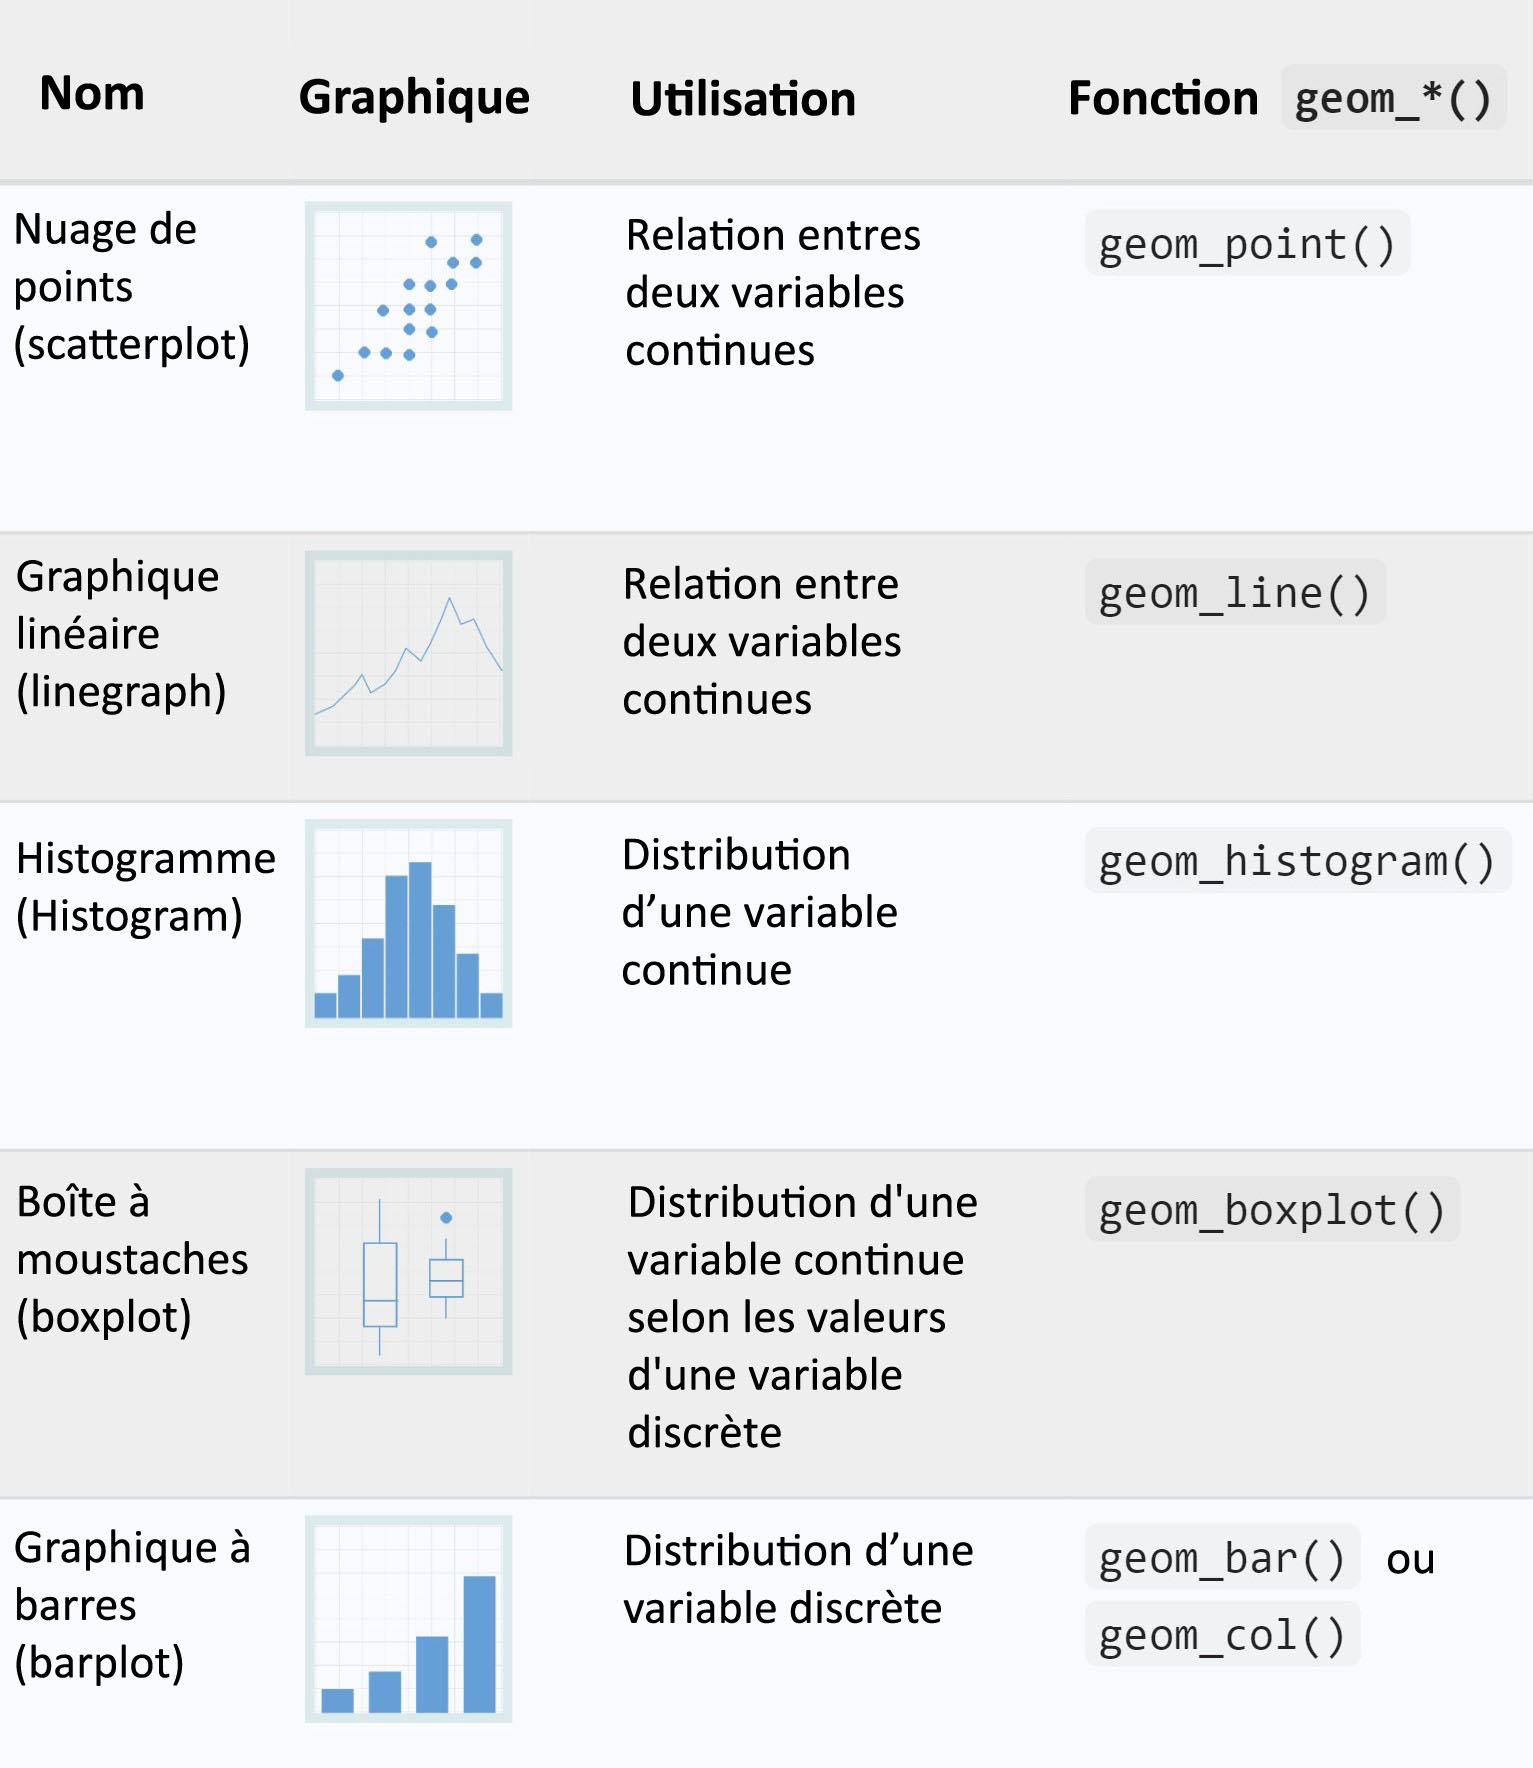 Nom Graphique Utilisation Fonction geom_*()
Nuage de
points
(scatterplot)
Relation entres
deux variables
continues
geom_point()
Graphique
linéaire
(linegraph)
Relation entre
deux variables
continues
geom_line()
Histogramme
(Histogram)
Distribution
d’une variable
continue
geom_histogram()
Boîte à
moustaches
(boxplot)
Distribution d'une
variable continue
selon les valeurs
d'une variable
discrète
geom_boxplot()
Graphique à
barres
(barplot)
Distribution d’une
variable discrète
geom_bar() ou
geom_col()